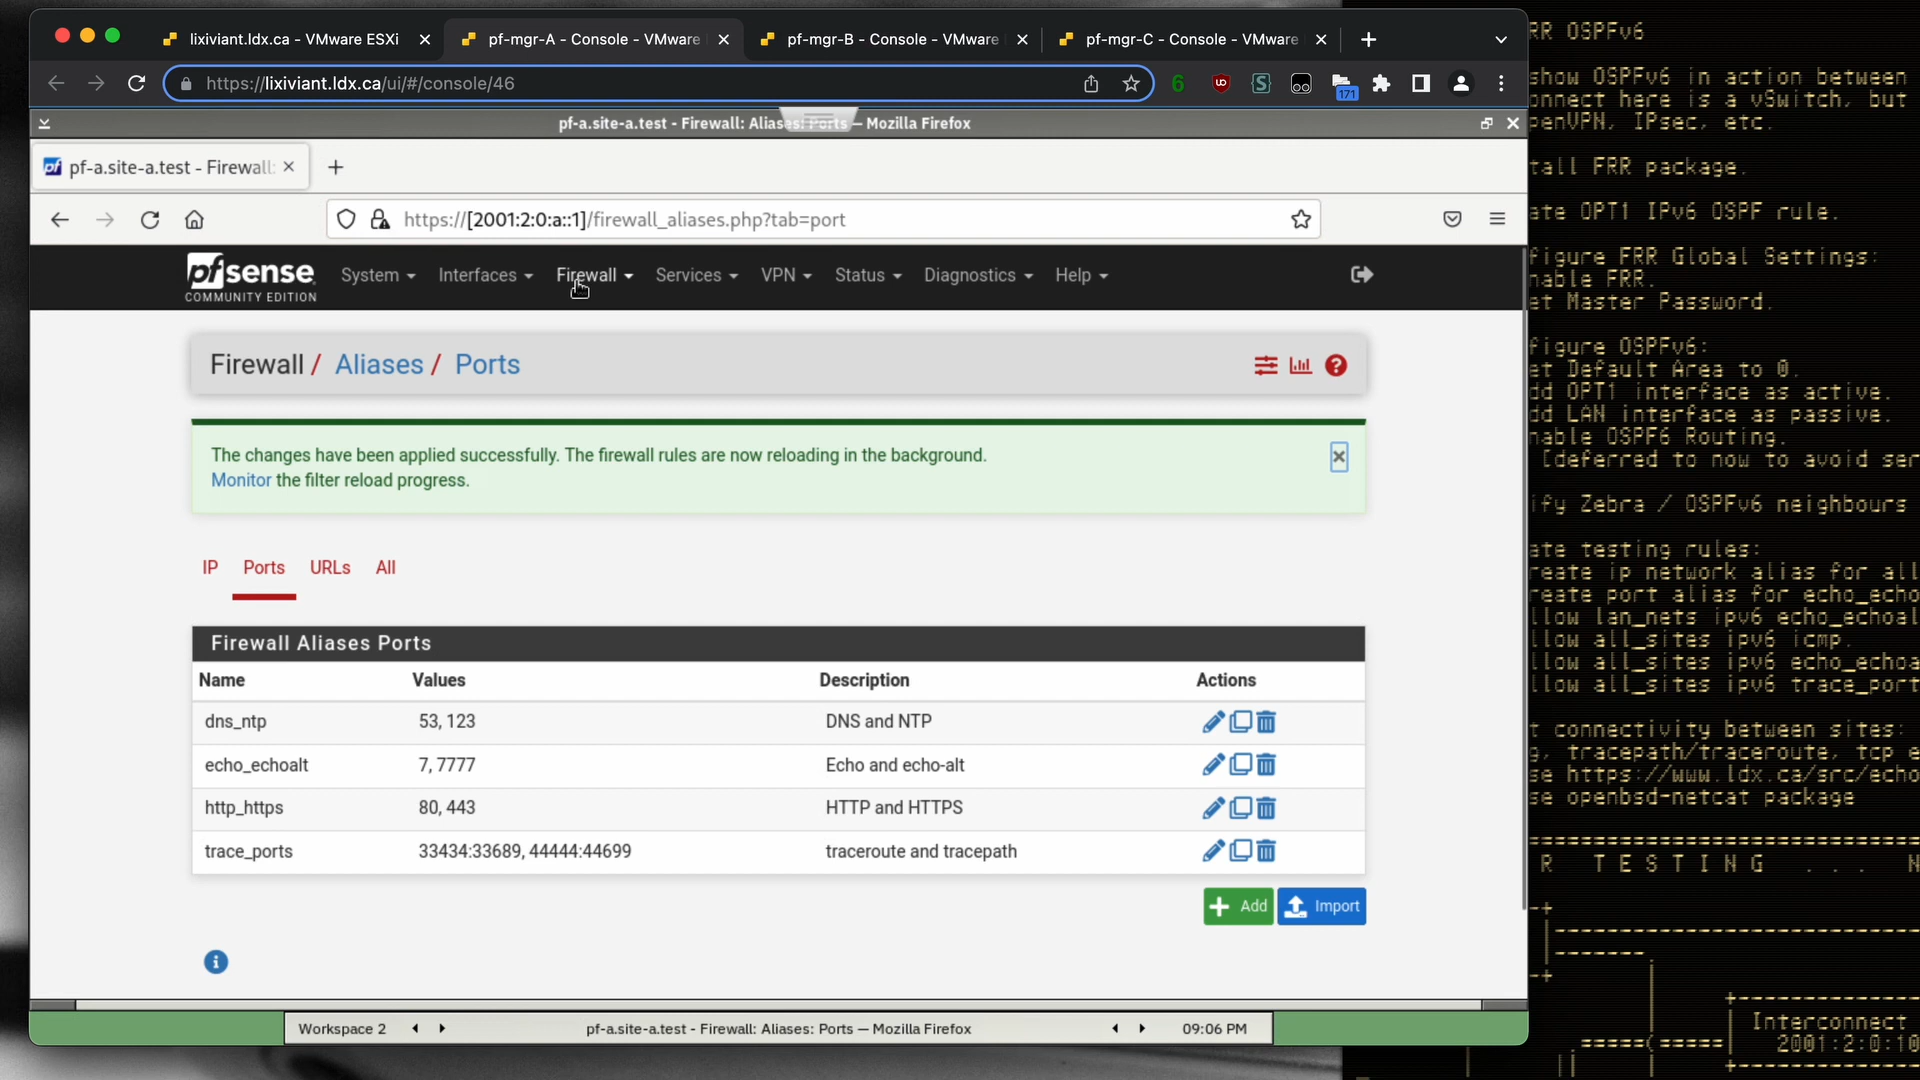 lixiviant.ldx.ca - VMware ESXi
pf-mgr-A - Console - VMware
pf-mgr-B - Console - VMware
pf-mgr-C - Console - VMware
https://lixiviant.ldx.ca/ui/#/console/46
6
171
pf-a.site-a.test - Firewall: Aliases: Ports — Mozilla Firefox
pf-a.site-a.test - Firewall:
https://[2001:2:0:a::1]/firewall_aliases.php?tab=port
pfsense
COMMUNITY EDITION
System
Interfaces
Firewall
Services
VPN
Status
Diagnostics
Help
Firewall / Aliases / Ports
The changes have been applied successfully. The firewall rules are now reloading in the background.
Monitor the filter reload progress.
IP Ports URLs All
Firewall Aliases Ports
Name Values Description Actions
dns_ntp 53, 123 DNS and NTP
echo_echoalt 7, 7777 Echo and echo-alt
http_https 80, 443 HTTP and HTTPS
trace_ports 33434:33689, 44444:44699 traceroute and tracepath
Add Import
Workspace 2
pf-a.site-a.test - Firewall: Aliases: Ports — Mozilla Firefox
09:06 PM
RR OSPFv6
show OSPFv6 in action between
onnect here is a vSwitch, but
penVPN, IPsec, etc.
tall FRR package.
ate OPT1 IPv6 OSPF rule.
figure FRR Global Settings:
nable FRR.
et Master Password.
figure OSPFv6:
et Default Area to 0.
dd OPT1 interface as active.
dd LAN interface as passive.
nable OSPF6 Routing.
[deferred to now to avoid ser
ify Zebra / OSPFv6 neighbours
ate testing rules:
reate ip network alias for all
reate port alias for echo_echo
llow lan_nets ipv6 echo_echoal
llow all_sites ipv6 icmp.
llow all_sites ipv6 echo_echoa
llow all_sites ipv6 trace_port
t connectivity between sites:
g, tracepath/traceroute, tcp e
se https://www.ldx.ca/src/echo
se openbsd-netcat package
R T E S T I N G . . . N
Interconnect
2001:2:0:10